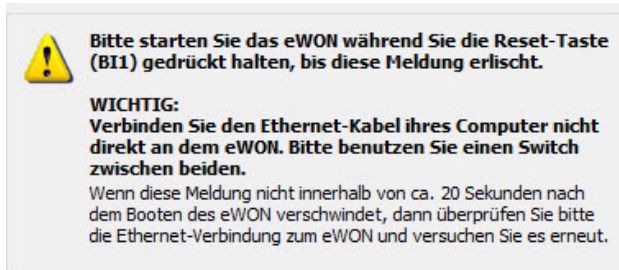 Bitte starten Sie das eWON während Sie die Reset-Taste
(BI1) gedrückt halten, bis diese Meldung erlischt.
WICHTIG:
Verbinden Sie den Ethernet-Kabel ihres Computer nicht
direkt an dem eWON. Bitte benutzen Sie einen Switch
zwischen beiden.
Wenn diese Meldung nicht innerhalb von ca. 20 Sekunden nach
dem Booten des eWON verschwindet, dann überprüfen Sie bitte
die Ethernet-Verbindung zum eWON und versuchen Sie es erneut.